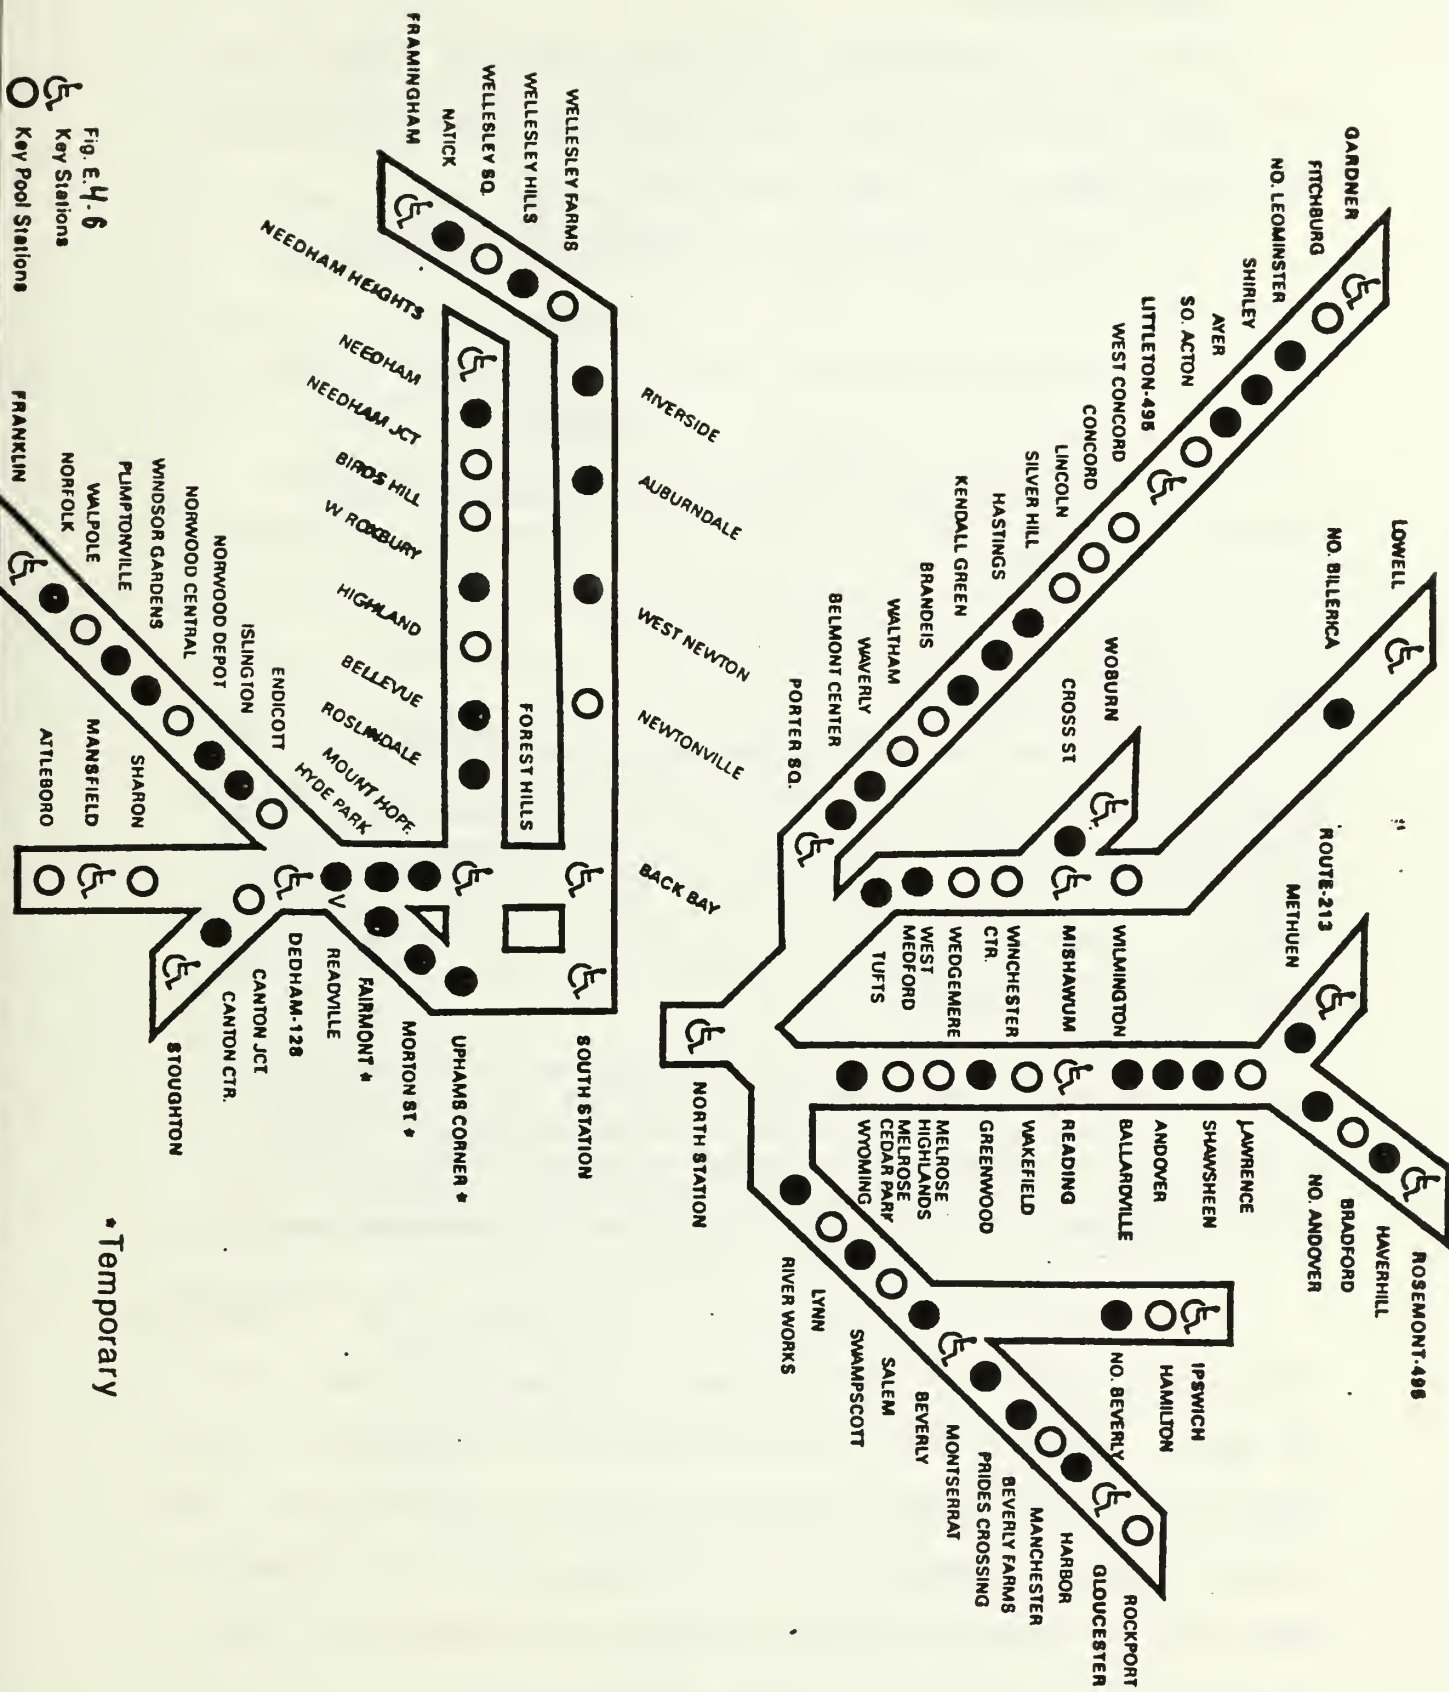 Fig. E.4.6
Key Stations
Key Pool Stations
FRAMINGHAM
NATICK
WELLESLEY SQ.
WELLESLEY HILLS
WELLESLEY FARMS
RIVERSIDE
AUBURNDALE
WEST NEWTON
NEWTONVILLE
BACK BAY
SOUTH STATION
NEEDHAM HEIGHTS
NEEDHAM
NEEDHAM JCT
BIRDS HILL
W ROXBURY
HIGHLAND
BELLEVUE
ROSLINDALE
FOREST HILLS
MOUNT HOPE
HYDE PARK
FRANKLIN
NORFOLK
WALPOLE
PLIMPTONVILLE
WINDSOR GARDENS
NORWOOD CENTRAL
NORWOOD DEPOT
ISLINGTON
ENDICOTT
ATTLEBORO
MANSFIELD
SHARON
STOUGHTON
CANTON CTR.
CANTON JCT
DEDHAM-128
READVILLE
FAIRMONT *
MORTON ST *
UPHAMS CORNER *
*Temporary
GARDNER
FITCHBURG
NO. LEOMINSTER
SHIRLEY
AYER
SO. ACTON
LITTLETON-495
WEST CONCORD
CONCORD
LINCOLN
SILVER HILL
HASTINGS
KENDALL GREEN
BRANDEIS
WALTHAM
WAVERLY
BELMONT CENTER
PORTER SQ.
NORTH STATION
LOWELL
NO. BILLERICA
WOBURN
CROSS ST
WILMINGTON
MISHAWUM
WINCHESTER
CTR.
WEDGEMERE
WEST
MEDFORD
TUFTS
ROUTE-213
METHUEN
ROSEMONT-495
HAVERHILL
BRADFORD
NO. ANDOVER
LAWRENCE
SHAWSHEEN
ANDOVER
BALLARDVILLE
READING
WAKEFIELD
GREENWOOD
MELROSE
HIGHLANDS
MELROSE
CEDAR PARK
WYOMING
IPSWICH
HAMILTON
NO. BEVERLY
RIVER WORKS
LYNN
SWAMPSCOTT
SALEM
BEVERLY
MONTSERRAT
PRIDES CROSSING
BEVERLY FARMS
MANCHESTER
HARBOR
GLOUCESTER
ROCKPORT